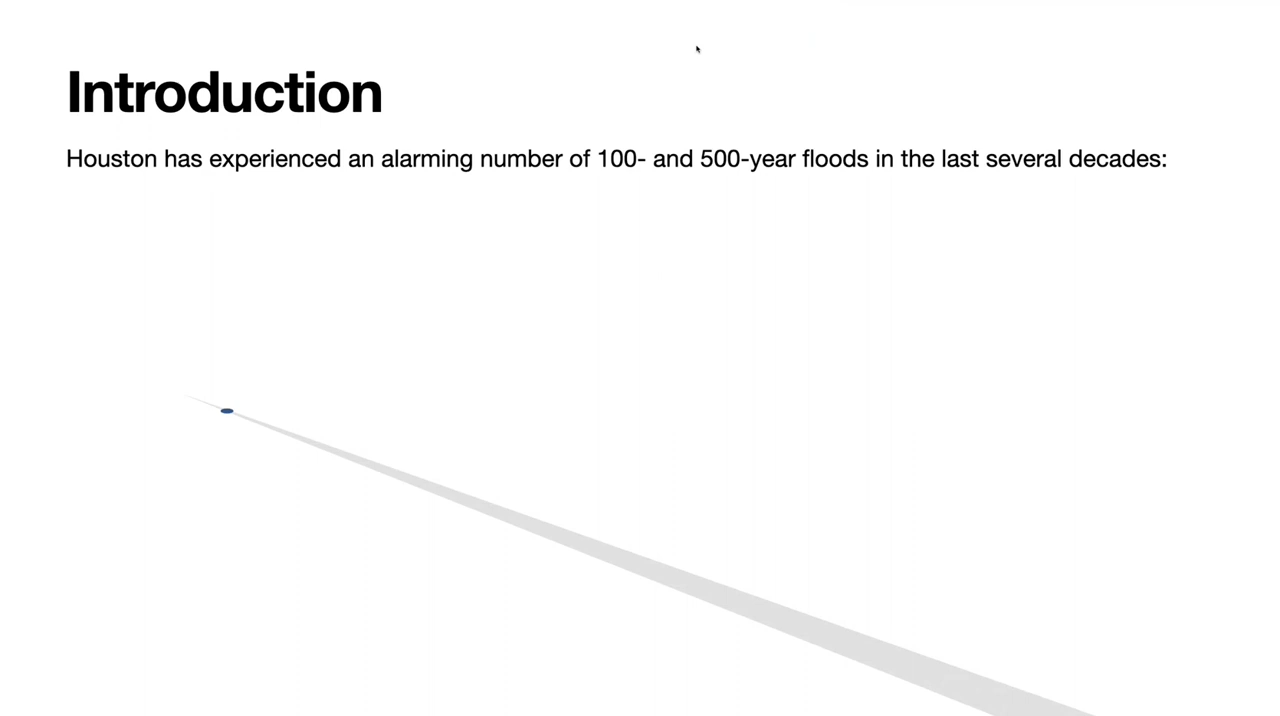 Introduction
Houston has experienced an alarming number of 100- and 500-year floods in the last several decades: